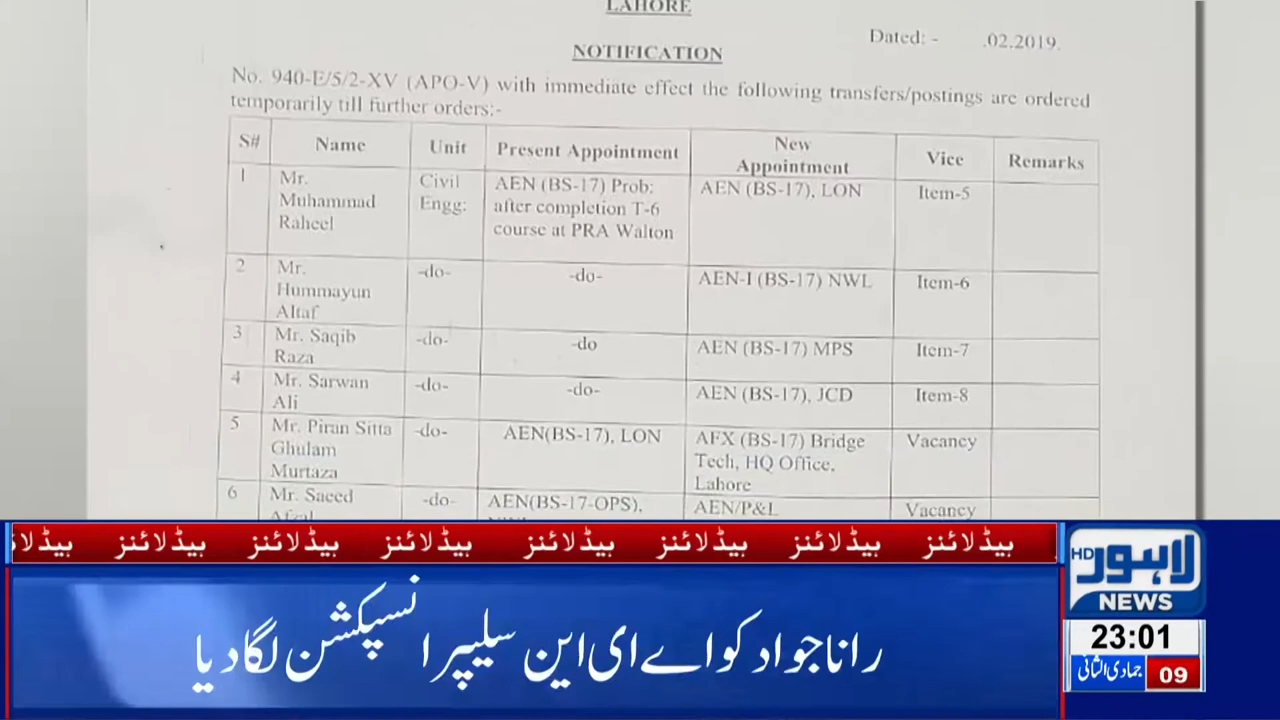 LAHORE
Dated: - .02.2019.
NOTIFICATION
No. 940-E/5/2-XV (APO-V) with immediate effect the following transfers/postings are ordered
temporarily till further orders:-
S# Name Unit Present Appointment New Appointment Vice Remarks
1 Mr. Muhammad Raheel Civil Engg: AEN (BS-17) Prob: after completion T-6 course at PRA Walton AEN (BS-17), LON Item-5
2 Mr. Hummayun Altaf -do- -do- AEN-I (BS-17) NWL Item-6
3 Mr. Saqib Raza -do- -do AEN (BS-17) MPS Item-7
4 Mr. Sarwan Ali -do- -do- AEN (BS-17), JCD Item-8
5 Mr. Piran Sitta Ghulam Murtaza -do- AEN(BS-17), LON AFX (BS-17) Bridge Tech, HQ Office, Lahore Vacancy
6 Mr. Saeed Afzal -do- AEN(BS-17-OPS), AEN/P&L Vacancy
ہیڈلائنز ہیڈلائنز ہیڈلائنز ہیڈلائنز ہیڈلائنز ہیڈلائنز ہیڈلائنز ہیڈلائنز
رانا جواد کو اے ای این سلیپر انسپکشن لگا دیا
لاہور HD
NEWS
23:01
جمادی الثانی 09